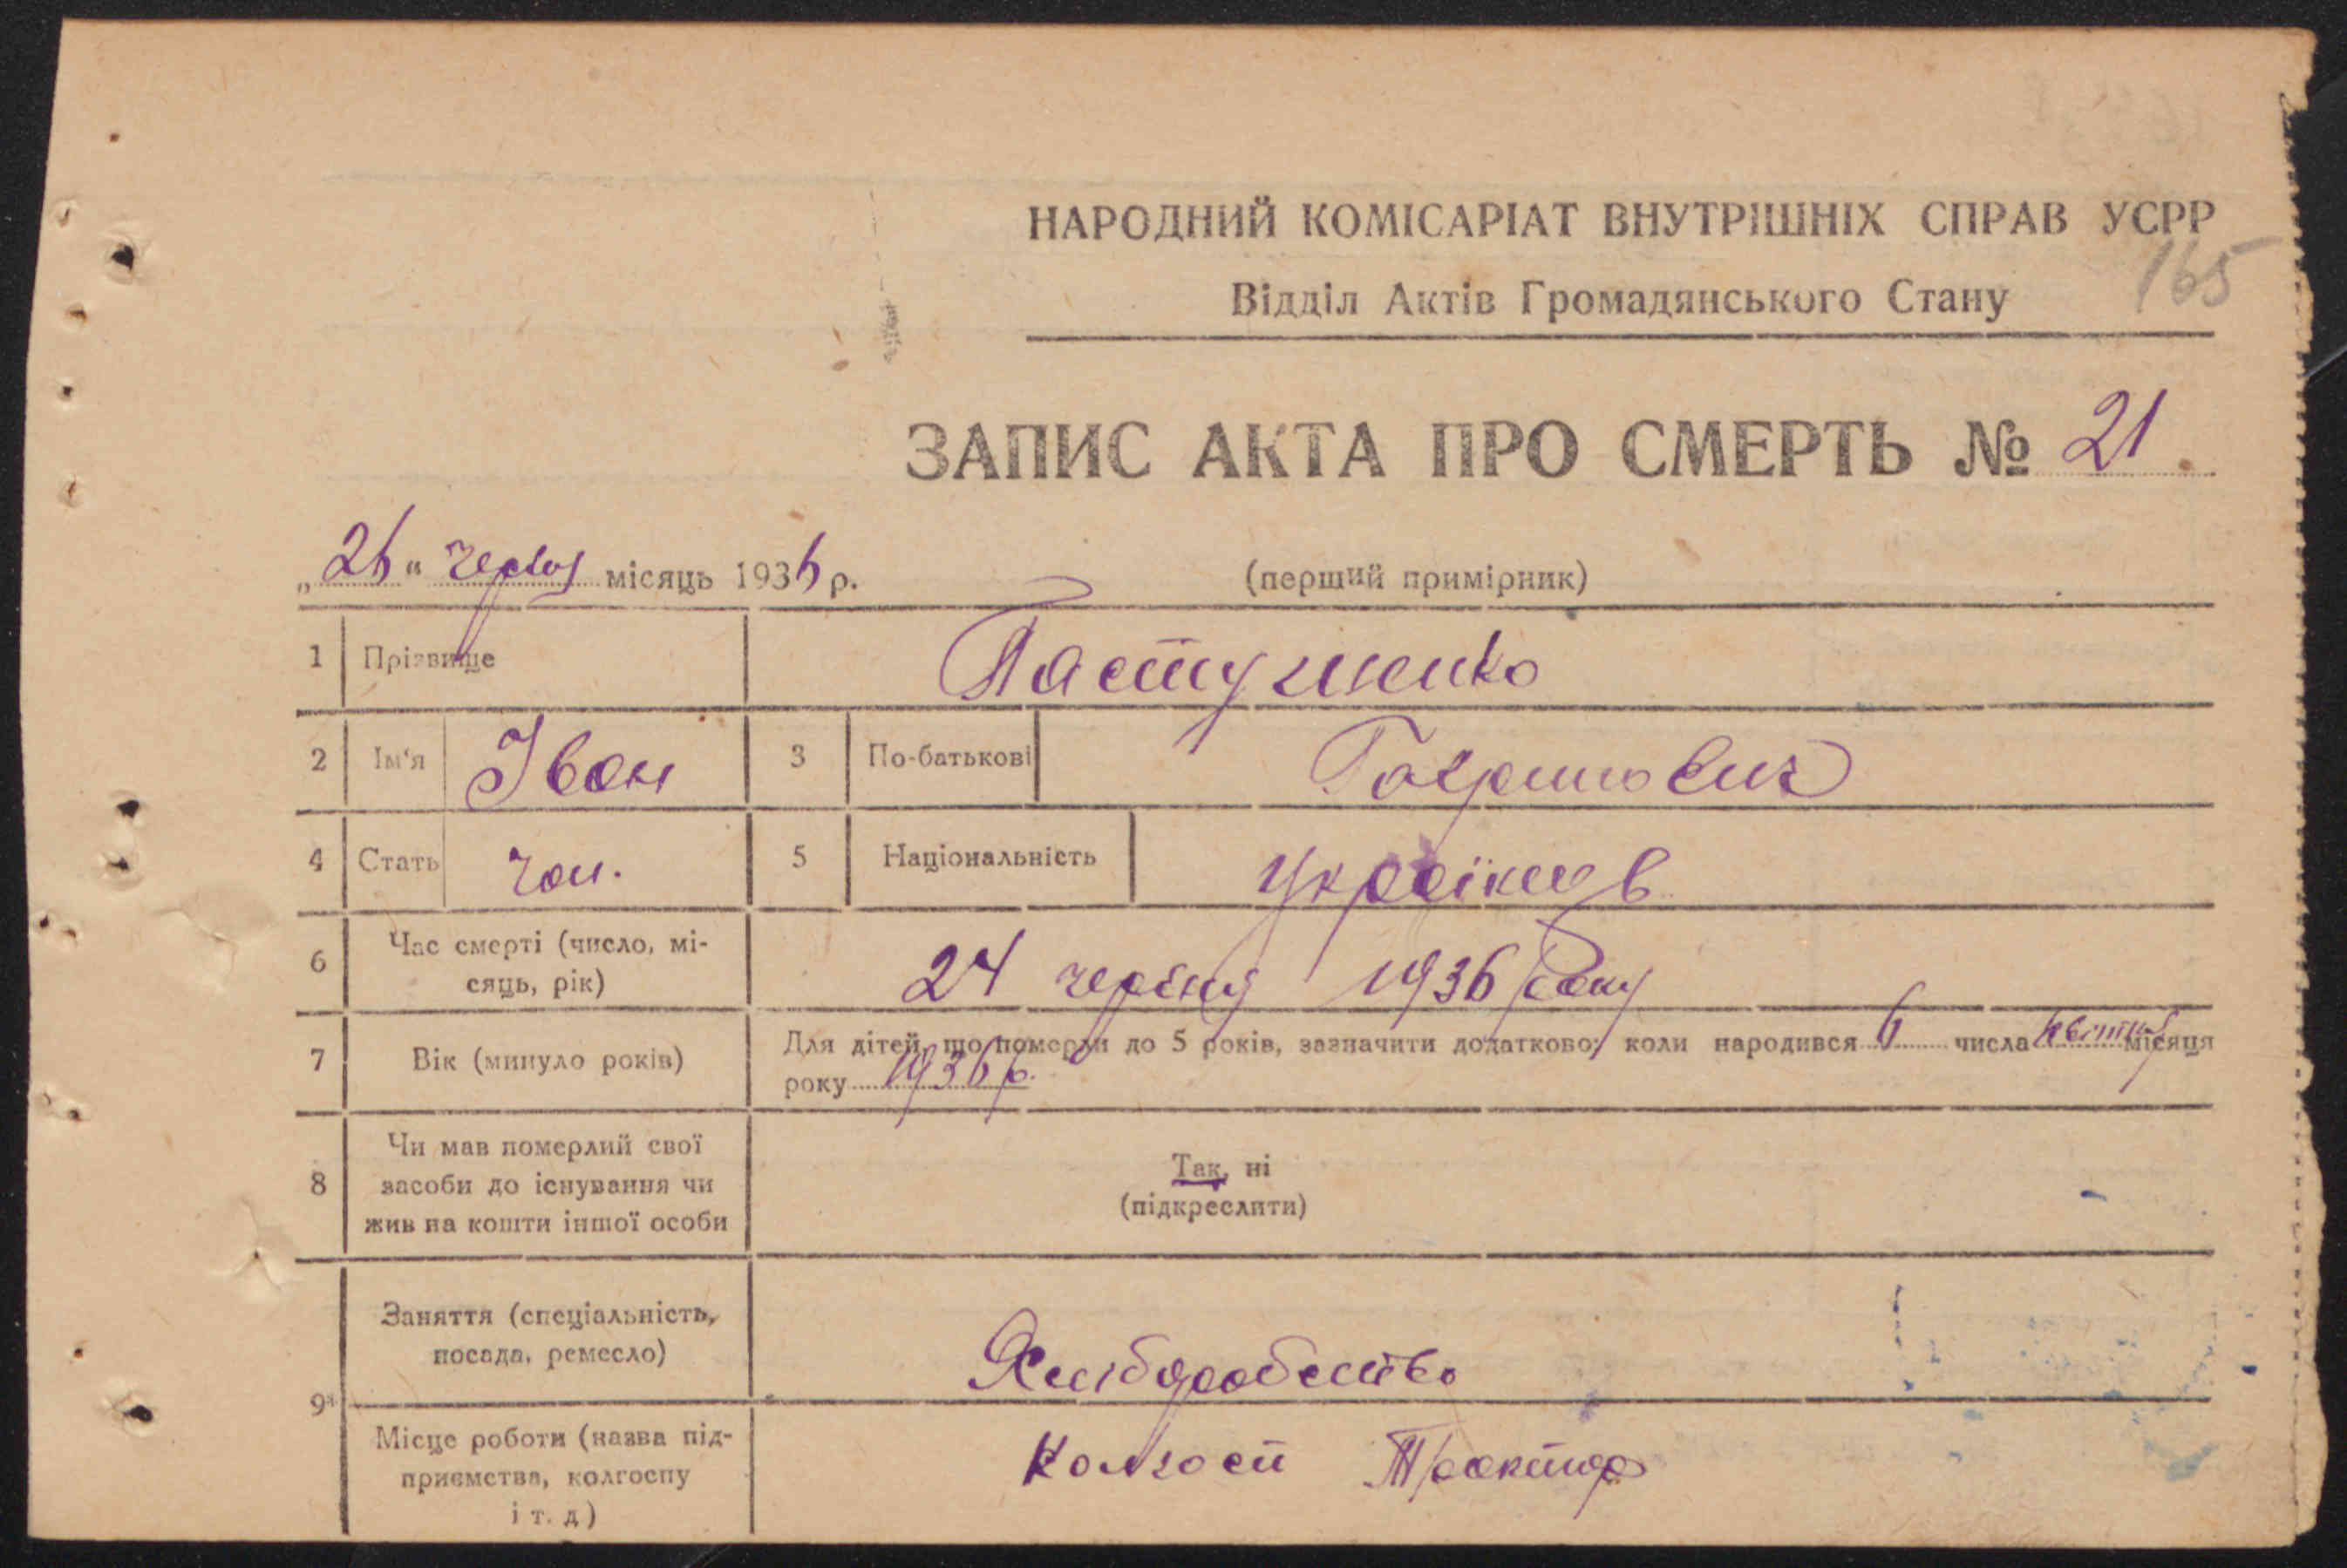 НАРОДНИЙ КОМІСАРІАТ ВНУТРІШНІХ СПРАВ УСРР
165
Відділ Актів Громадянського Стану
ЗАПИС АКТА ПРО СМЕРТЬ № 21.
„26“ червня місяць 1936 р.
(перший примірник)
1 Прізвище Пастушенко
2 Ім'я Іван 3 По-батькові
4 Стать чол. 5 Національність
6 Час смерті (число, мі-
сяць, рік)
24 червня 1936 року
7 Вік (минуло років) Для дітей, що померли до 5 років, зазначити додатково, коли народився 6 числа квітня місяця
року 1936 р.
8 Чи мав померлий свої
засоби до існування чи
жив на кошти іншої особи
Так, ні
(підкреслити)
9 Заняття (спеціальність,
посада, ремесло)
Хліборобство
Місце роботи (назва під-
приємства, колгоспу
і т. д)
Колгосп Трактор